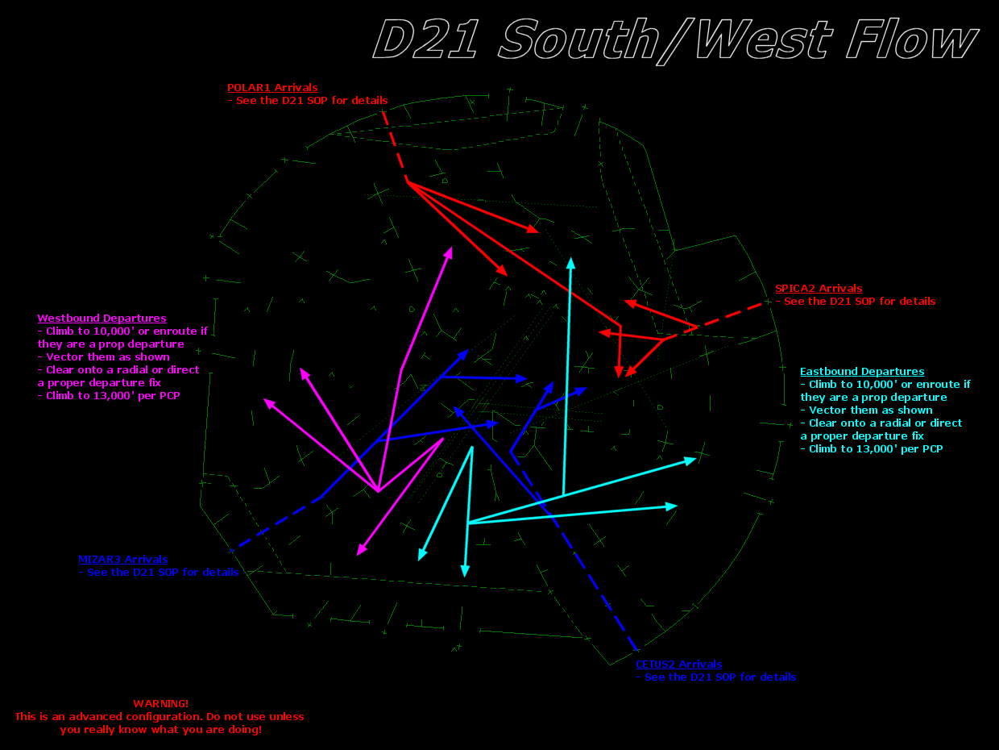 D21 South/West Flow
POLAR1 Arrivals
- See the D21 SOP for details
SPICA2 Arrivals
- See the D21 SOP for details
Westbound Departures
- Climb to 10,000' or enroute if
they are a prop departure
- Vector them as shown
- Clear onto a radial or direct
a proper departure fix
- Climb to 13,000' per PCP
Eastbound Departures
- Climb to 10,000' or enroute if
they are a prop departure
- Vector them as shown
- Clear onto a radial or direct
a proper departure fix
- Climb to 13,000' per PCP
MIZAR3 Arrivals
- See the D21 SOP for details
CETUS2 Arrivals
- See the D21 SOP for details
WARNING!
This is an advanced configuration. Do not use unless
you really know what you are doing!